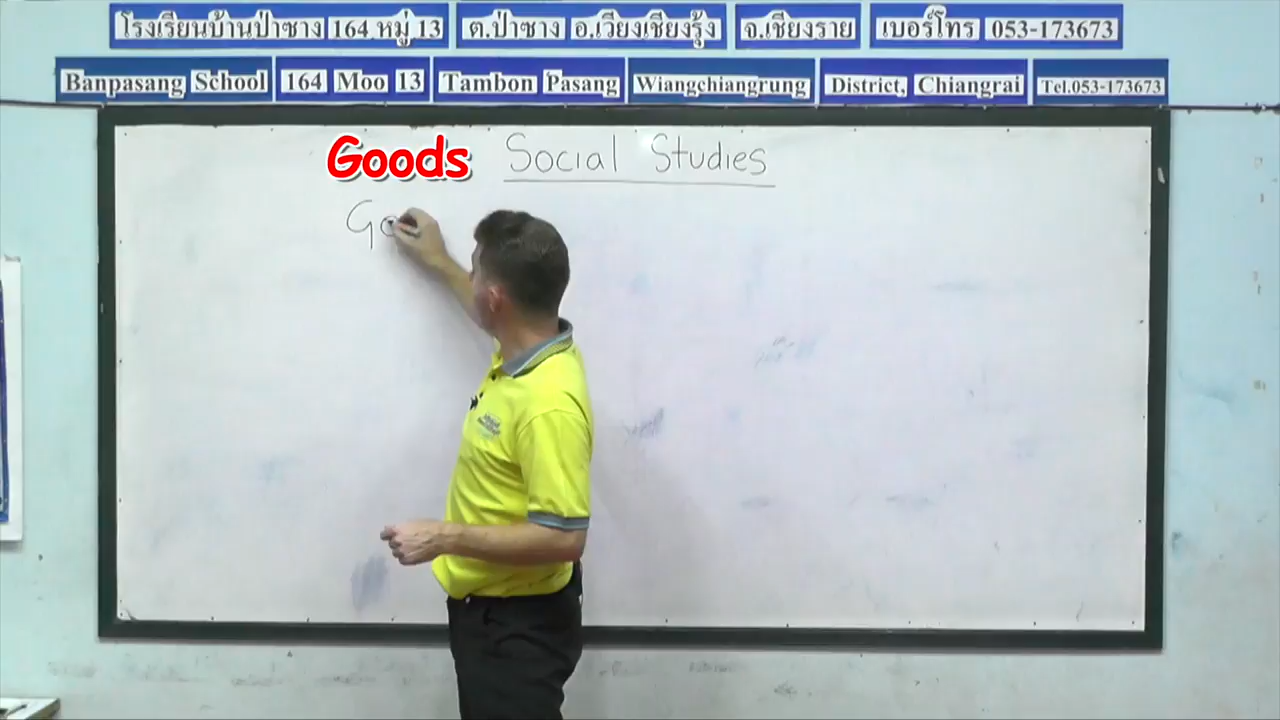 โรงเรียนบ้านป่าซาง 164 หมู่ 13 ต.ป่าซาง อ.เวียงเชียงรุ้ง จ.เชียงราย เบอร์โทร 053-173673
Banpasang School 164 Moo 13 Tambon Pasang Wiangchiangrung District, Chiangrai Tel.053-173673
Goods Social Studies
Go